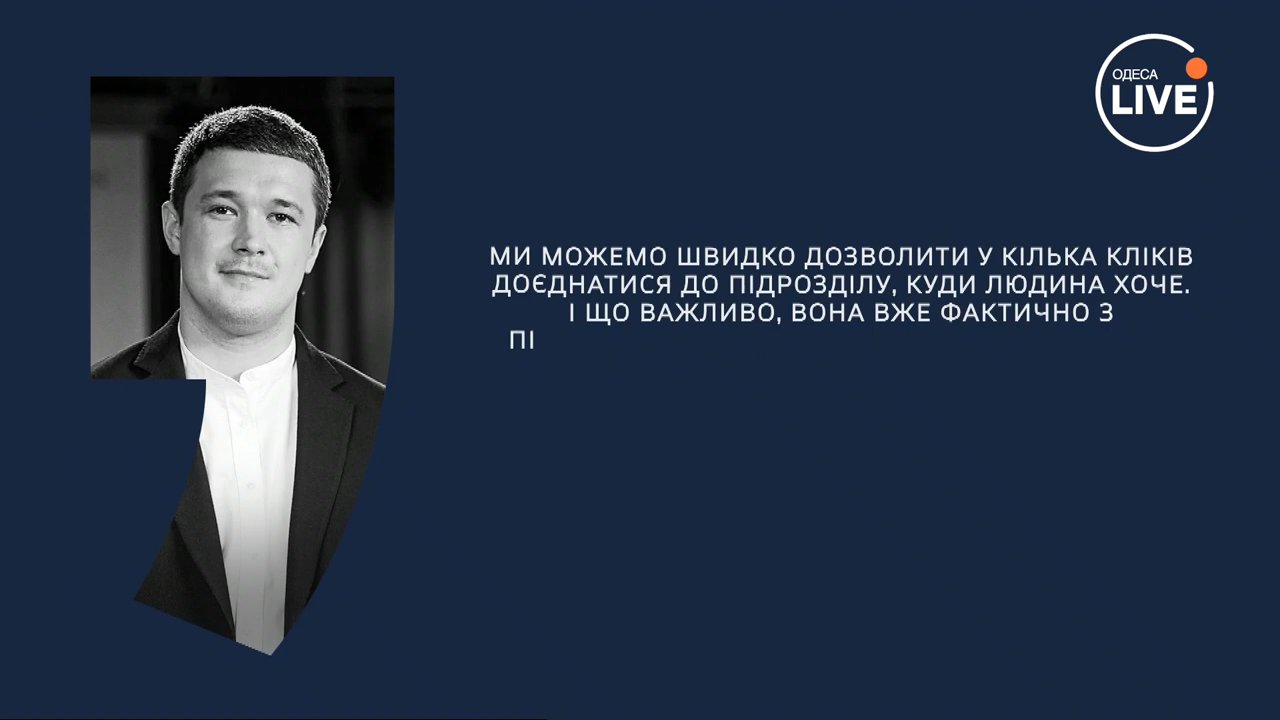 ОДЕСА
LIVE
МИ МОЖЕМО ШВИДКО ДОЗВОЛИТИ У КІЛЬКА КЛІКІВ
ДОЄДНАТИСЯ ДО ПІДРОЗДІЛУ, КУДИ ЛЮДИНА ХОЧЕ.
І ЩО ВАЖЛИВО, ВОНА ВЖЕ ФАКТИЧНО З
ПІ